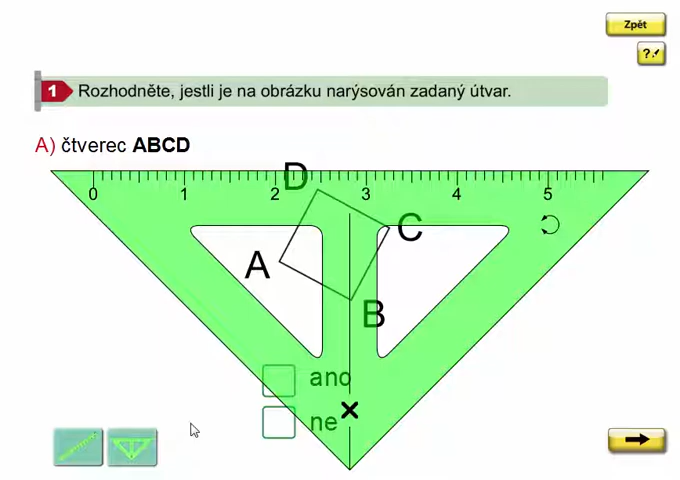 Zpět
?
1 Rozhodněte, jestli je na obrázku narýsován zadaný útvar.
A) čtverec ABCD
0 1 2 3 4 5
D
C
A
B
ano
ne